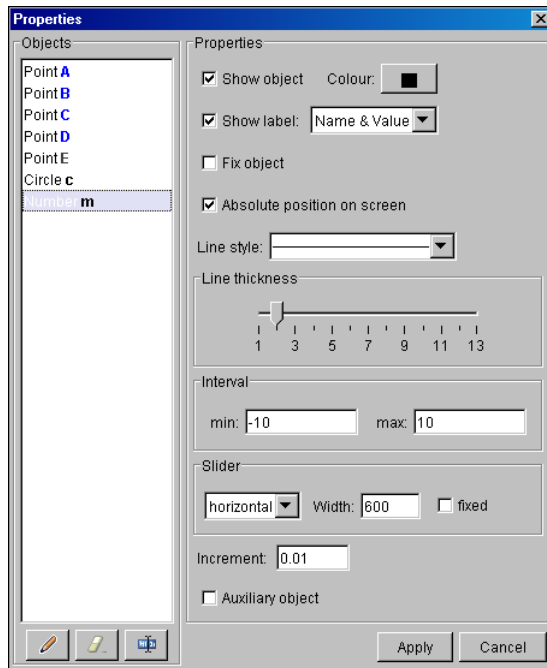 Properties
Objects
Point A
Point B
Point C
Point D
Point E
Circle c
Number m
Properties
Show object Colour:
Show label: Name & Value
Fix object
Absolute position on screen
Line style:
Line thickness
1 3 5 7 9 11 13
Interval
min: -10 max: 10
Slider
horizontal Width: 600 fixed
Increment: 0.01
Auxiliary object
Apply Cancel